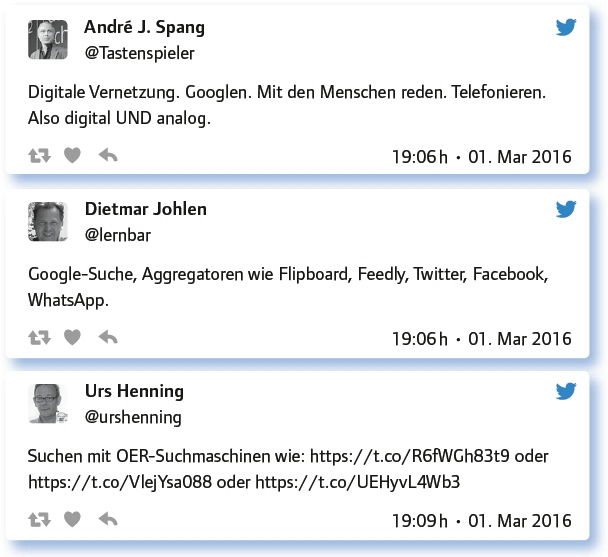 André J. Spang
@Tastenspieler
Digitale Vernetzung. Googlen. Mit den Menschen reden. Telefonieren.
Also digital UND analog.
19:06 h • 01. Mar 2016
Dietmar Johlen
@lernbar
Google-Suche, Aggregatoren wie Flipboard, Feedly, Twitter, Facebook,
WhatsApp.
19:06 h • 01. Mar 2016
Urs Henning
@urshenning
Suchen mit OER-Suchmaschinen wie: https://t.co/R6fWGh83t9 oder
https://t.co/VlejYsa088 oder https://t.co/UEHyvL4Wb3
19:09 h • 01. Mar 2016